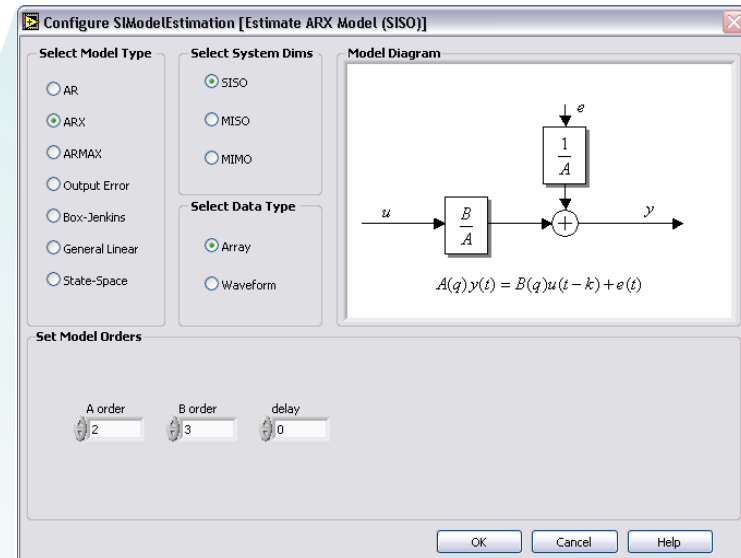 Configure SIModelEstimation [Estimate ARX Model (SISO)]
Select Model Type
AR
ARX
ARMAX
Output Error
Box-Jenkins
General Linear
State-Space
Select System Dims
SISO
MISO
MIMO
Select Data Type
Array
Waveform
Model Diagram
e
1
A
u
B
A
+
y
A(q)y(t) = B(q)u(t−k)+e(t)
Set Model Orders
A order
B order
delay
2
3
0
OK
Cancel
Help